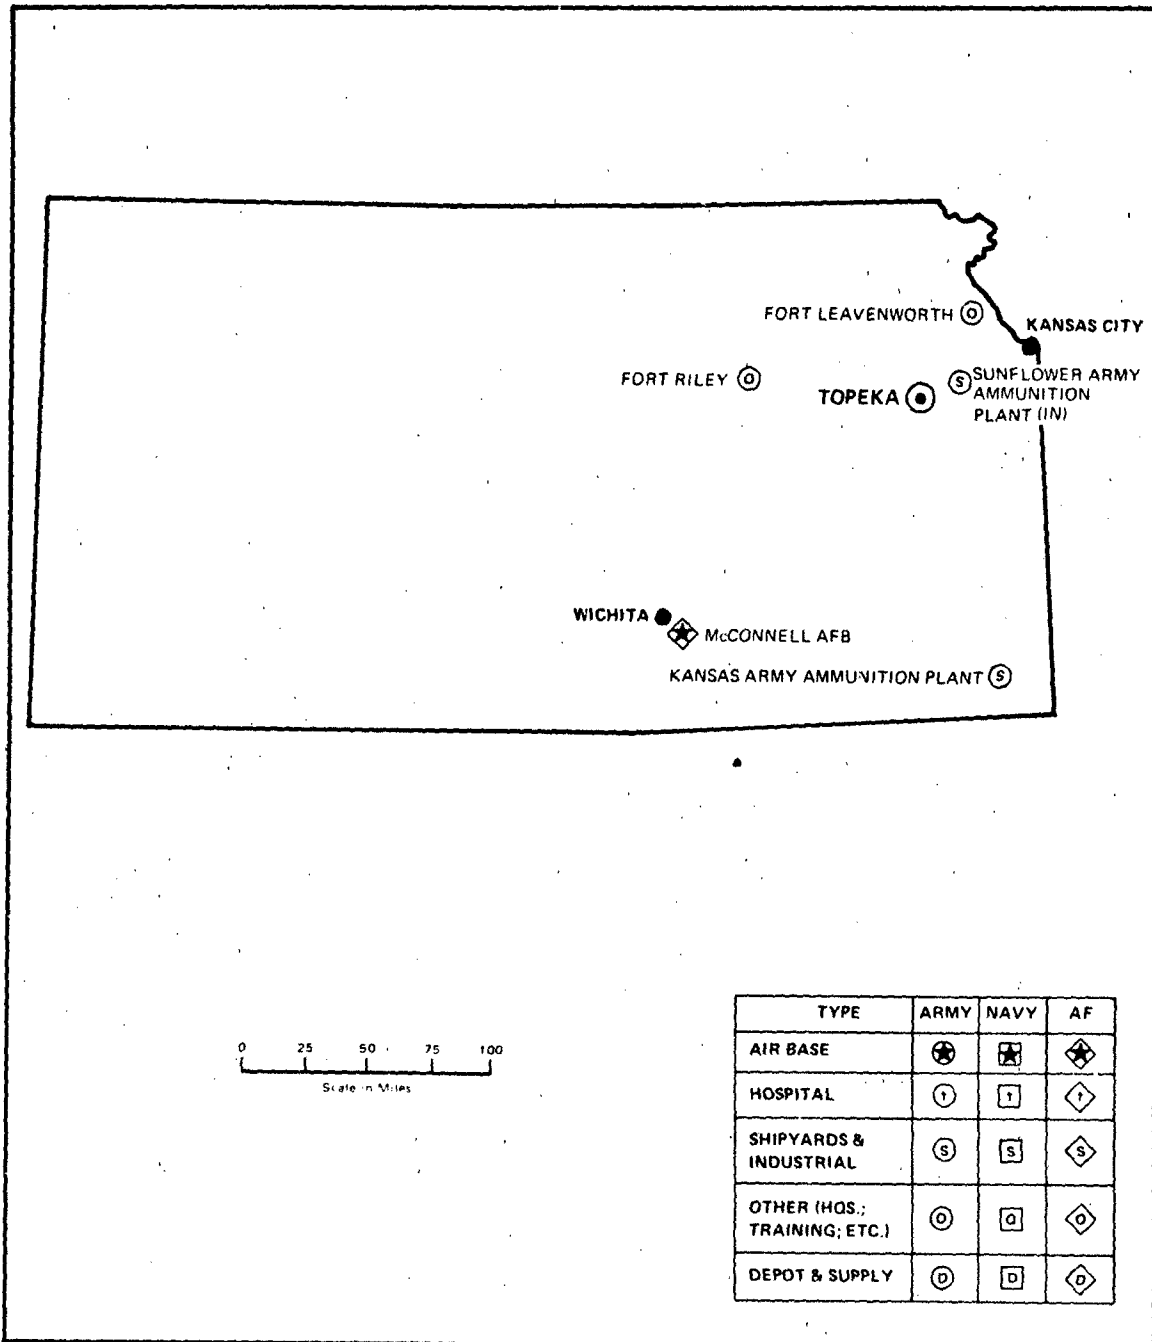 FORT LEAVENWORTH O
KANSAS CITY
FORT RILEY O
S SUNFLOWER ARMY
AMMUNITION
PLANT (IN)
TOPEKA
WICHITA
McCONNELL AFB
KANSAS ARMY AMMUNITION PLANT S
0 25 50 75 100
Scale in Miles
TYPE ARMY NAVY AF
AIR BASE
HOSPITAL
SHIPYARDS &
INDUSTRIAL S S S
OTHER (HQS.;
TRAINING; ETC.) O O O
DEPOT & SUPPLY D D D